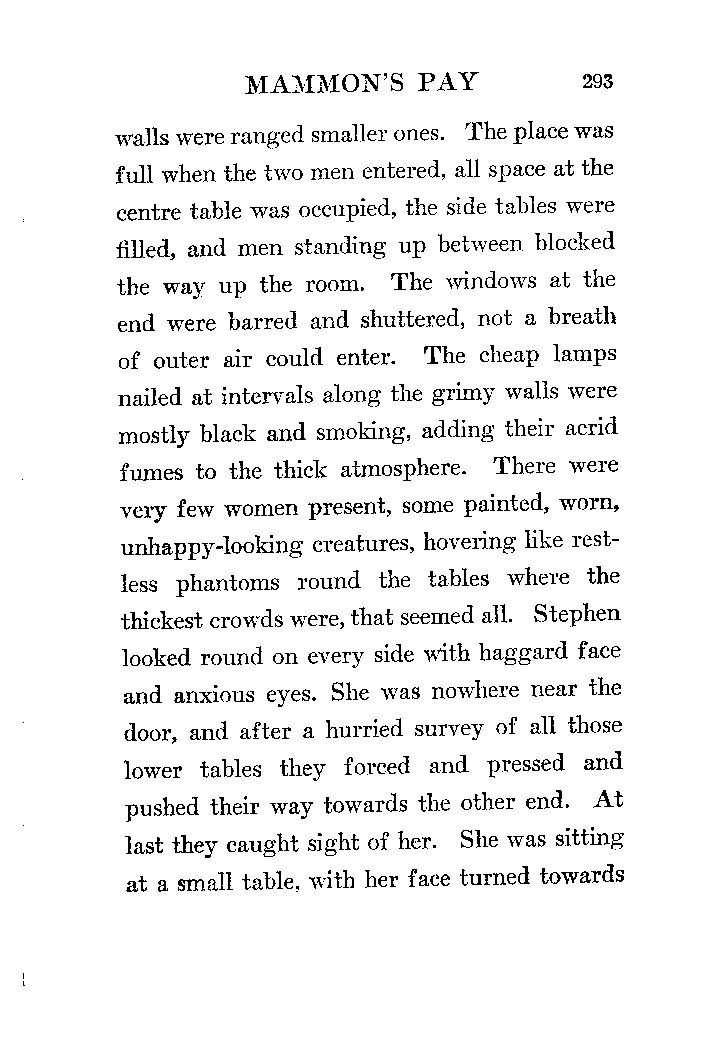 MAMMON'S PAY 293
walls were ranged smaller ones. The place was
full when the two men entered, all space at the
centre table was occupied, the side tables were
filled, and men standing up between blocked
the way up the room. The windows at the
end were barred and shuttered, not a breath
of outer air could enter. The cheap lamps
nailed at intervals along the grimy walls were
mostly black and smoking, adding their acrid
fumes to the thick atmosphere. There were
very few women present, some painted, worn,
unhappy-looking creatures, hovering like rest-
less phantoms round the tables where the
thickest crowds were, that seemed all. Stephen
looked round on every side with haggard face
and anxious eyes. She was nowhere near the
door, and after a hurried survey of all those
lower tables they forced and pressed and
pushed their way towards the other end. At
last they caught sight of her. She was sitting
at a small table, with her face turned towards